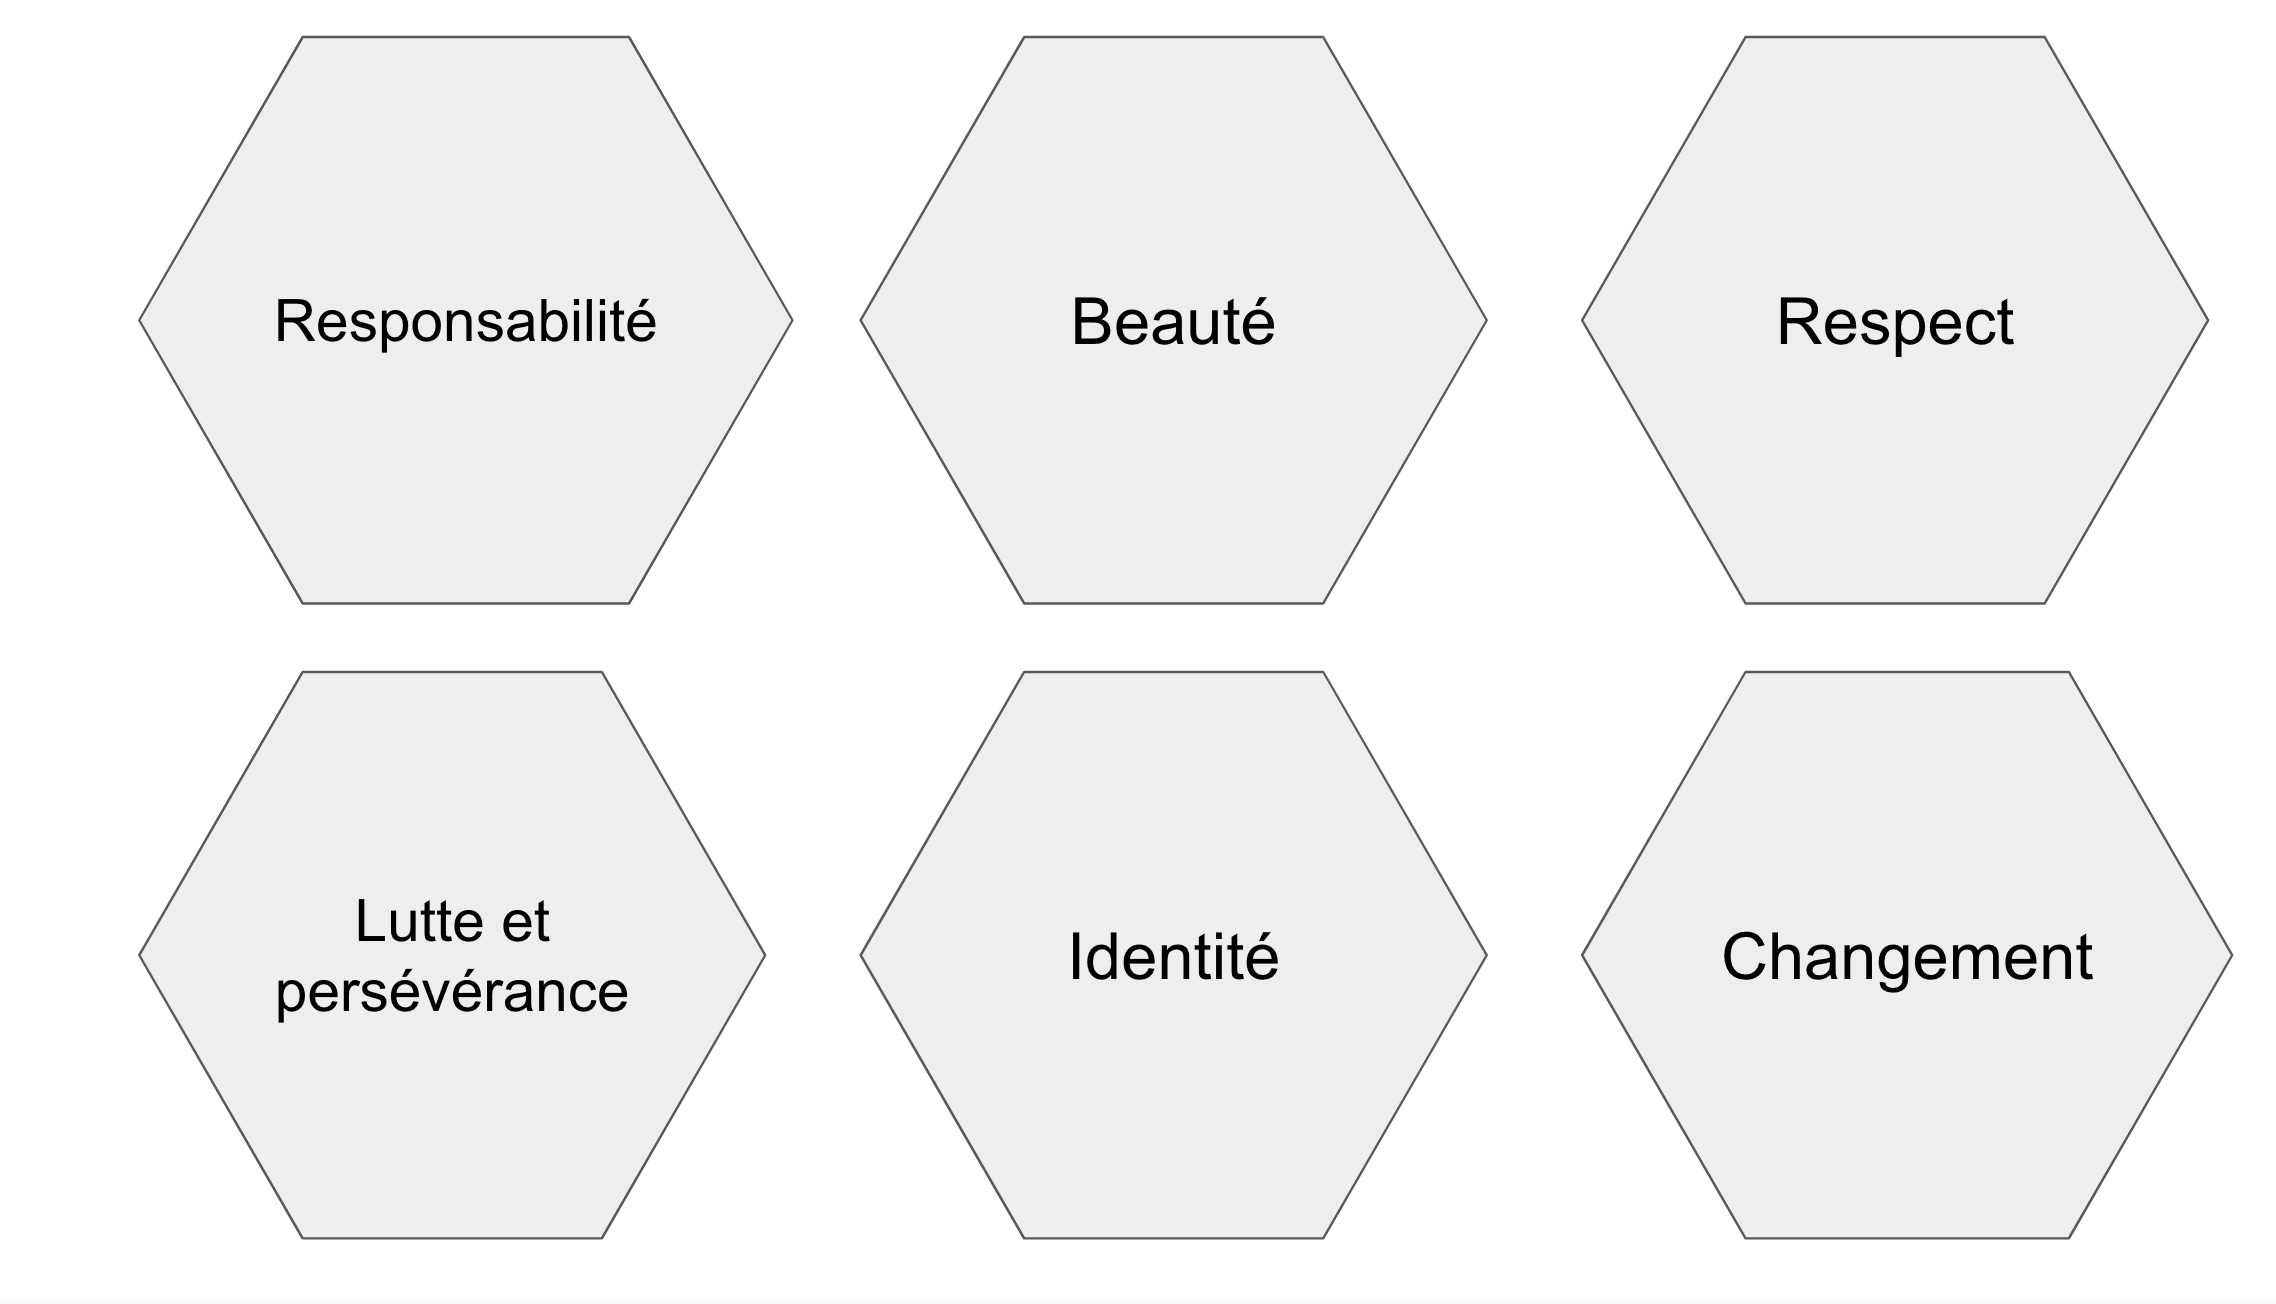 Responsabilité
Beauté
Respect
Lutte et
persévérance
Identité
Changement